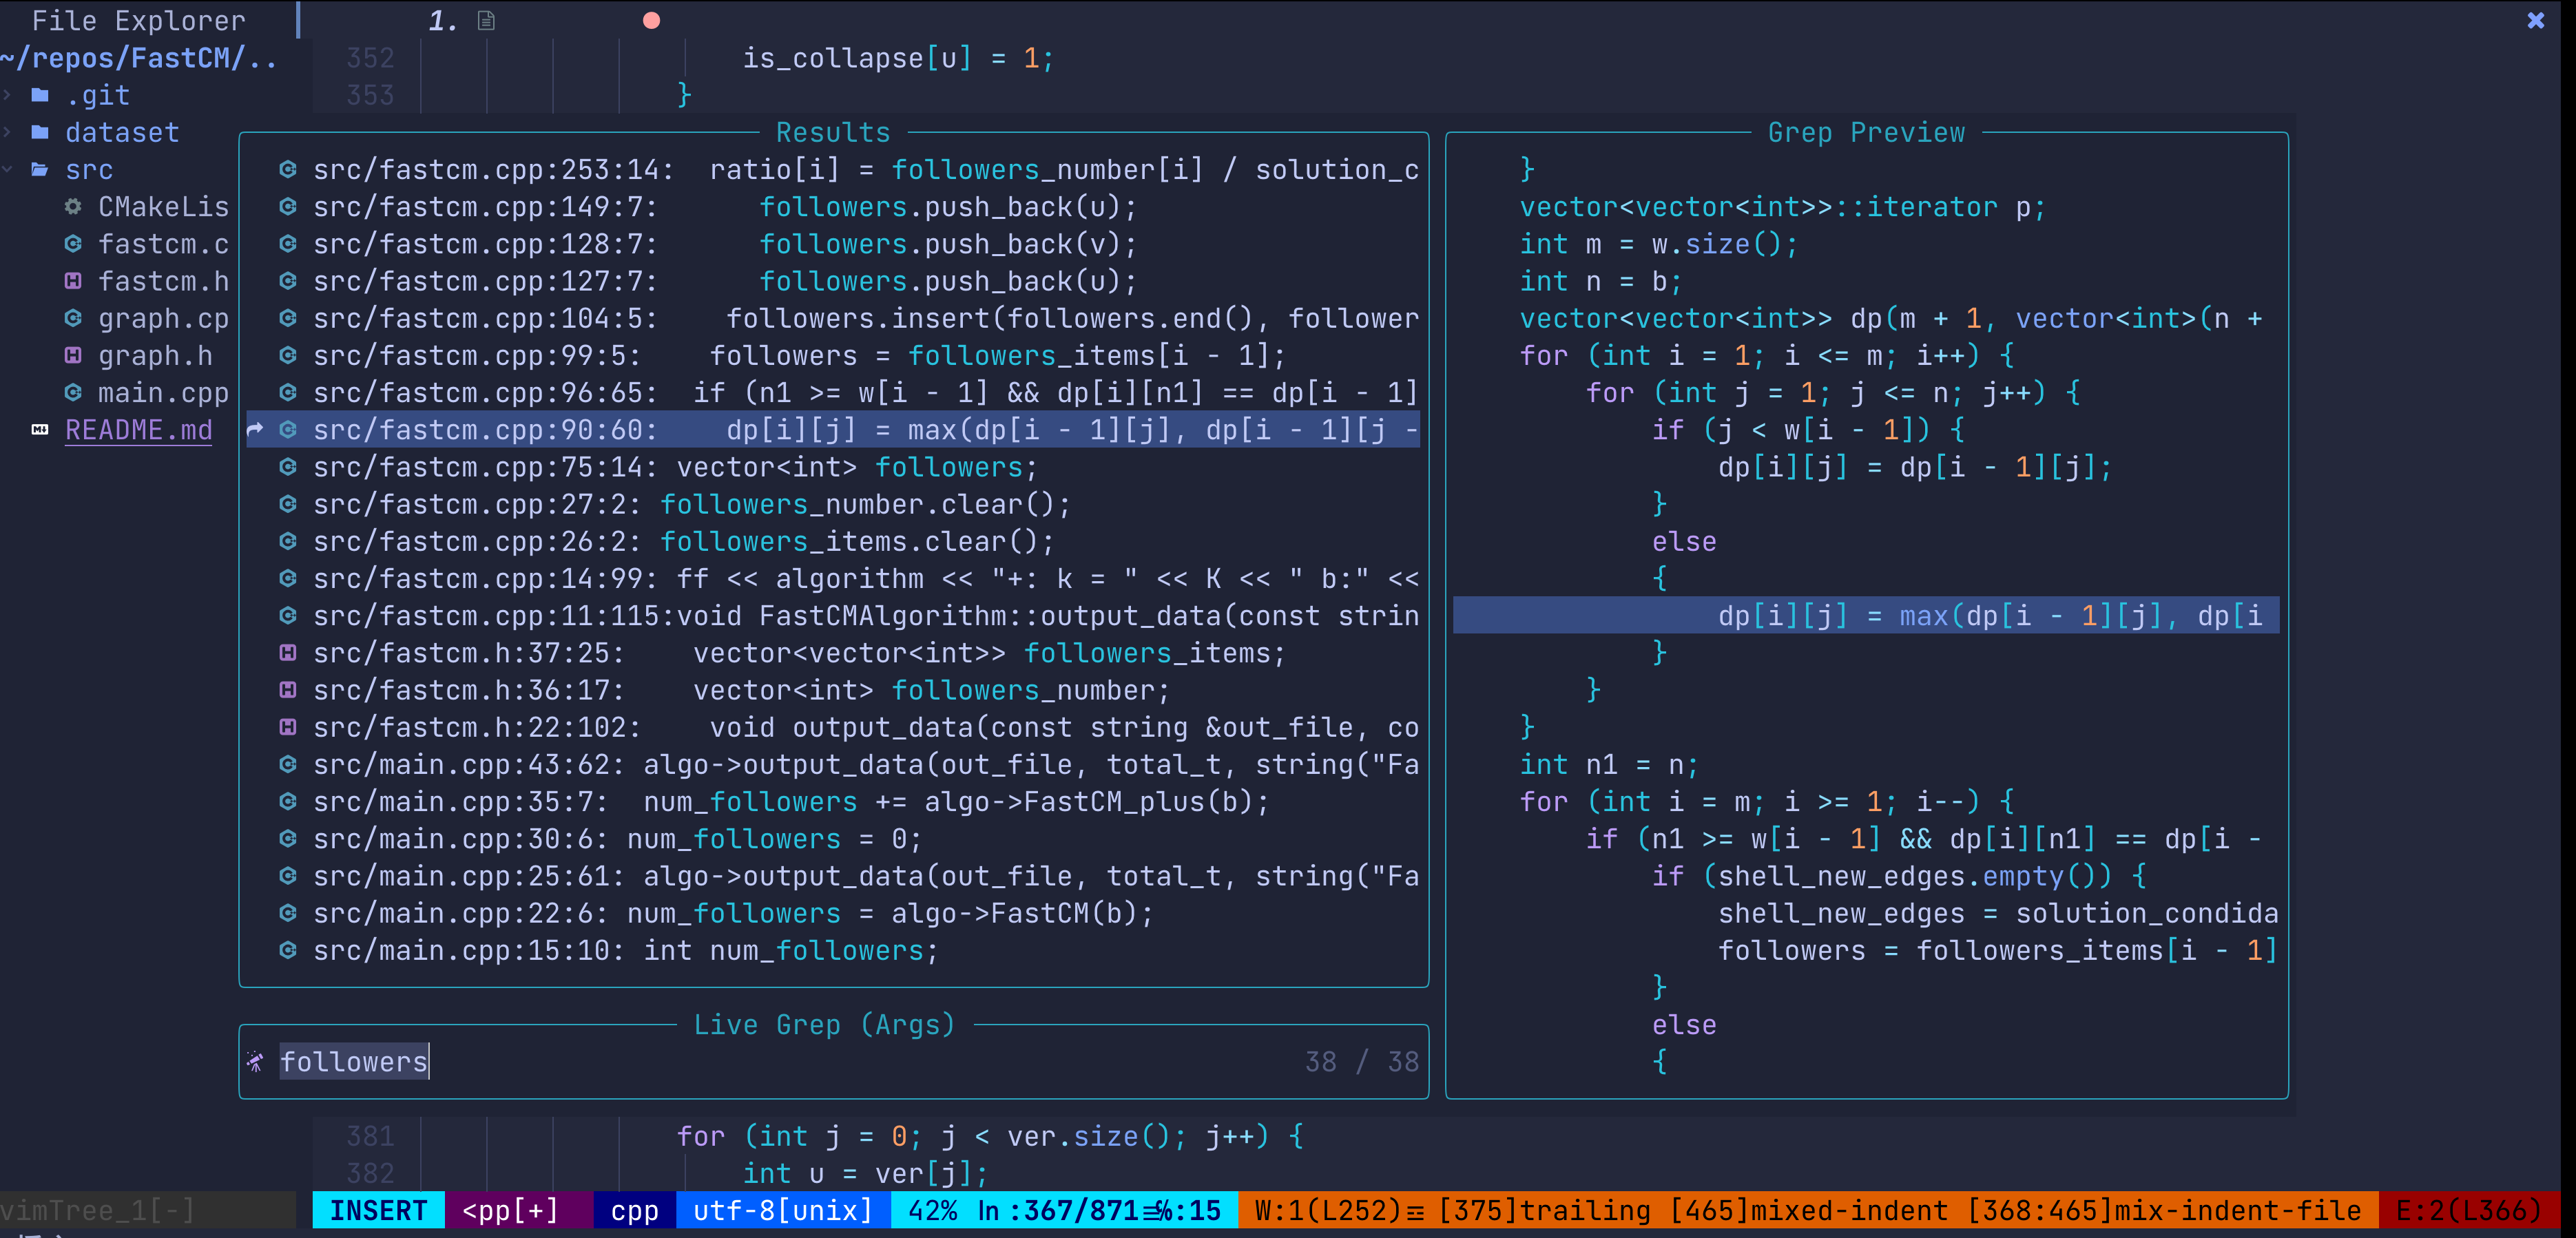 File Explorer
1.
~/repos/FastCM/..
.git
dataset
src
CMakeLis
fastcm.c
fastcm.h
graph.cp
graph.h
main.cpp
README.md
352 is_collapse[u] = 1;
353 }
Results
src/fastcm.cpp:253:14: ratio[i] = followers_number[i] / solution_c
src/fastcm.cpp:149:7: followers.push_back(u);
src/fastcm.cpp:128:7: followers.push_back(v);
src/fastcm.cpp:127:7: followers.push_back(u);
src/fastcm.cpp:104:5: followers.insert(followers.end(), follower
src/fastcm.cpp:99:5: followers = followers_items[i - 1];
src/fastcm.cpp:96:65: if (n1 >= w[i - 1] && dp[i][n1] == dp[i - 1]
src/fastcm.cpp:90:60: dp[i][j] = max(dp[i - 1][j], dp[i - 1][j -
src/fastcm.cpp:75:14: vector<int> followers;
src/fastcm.cpp:27:2: followers_number.clear();
src/fastcm.cpp:26:2: followers_items.clear();
src/fastcm.cpp:14:99: ff << algorithm << "+: k = " << K << " b:" <<
src/fastcm.cpp:11:115:void FastCMAlgorithm::output_data(const strin
src/fastcm.h:37:25: vector<vector<int>> followers_items;
src/fastcm.h:36:17: vector<int> followers_number;
src/fastcm.h:22:102: void output_data(const string &out_file, co
src/main.cpp:43:62: algo->output_data(out_file, total_t, string("Fa
src/main.cpp:35:7: num_followers += algo->FastCM_plus(b);
src/main.cpp:30:6: num_followers = 0;
src/main.cpp:25:61: algo->output_data(out_file, total_t, string("Fa
src/main.cpp:22:6: num_followers = algo->FastCM(b);
src/main.cpp:15:10: int num_followers;
Live Grep (Args)
followers 38 / 38
Grep Preview
}
vector<vector<int>>::iterator p;
int m = w.size();
int n = b;
vector<vector<int>> dp(m + 1, vector<int>(n +
for (int i = 1; i <= m; i++) {
for (int j = 1; j <= n; j++) {
if (j < w[i - 1]) {
dp[i][j] = dp[i - 1][j];
}
else
{
dp[i][j] = max(dp[i - 1][j], dp[i
}
}
}
int n1 = n;
for (int i = m; i >= 1; i--) {
if (n1 >= w[i - 1] && dp[i][n1] == dp[i -
if (shell_new_edges.empty()) {
shell_new_edges = solution_condida
followers = followers_items[i - 1]
}
else
{
381 for (int j = 0; j < ver.size(); j++) {
382 int u = ver[j];
vimTree_1[-] INSERT <pp[+] cpp utf-8[unix] 42% ln :367/871≡℅:15 W:1(L252)≡ [375]trailing [465]mixed-indent [368:465]mix-indent-file E:2(L366)